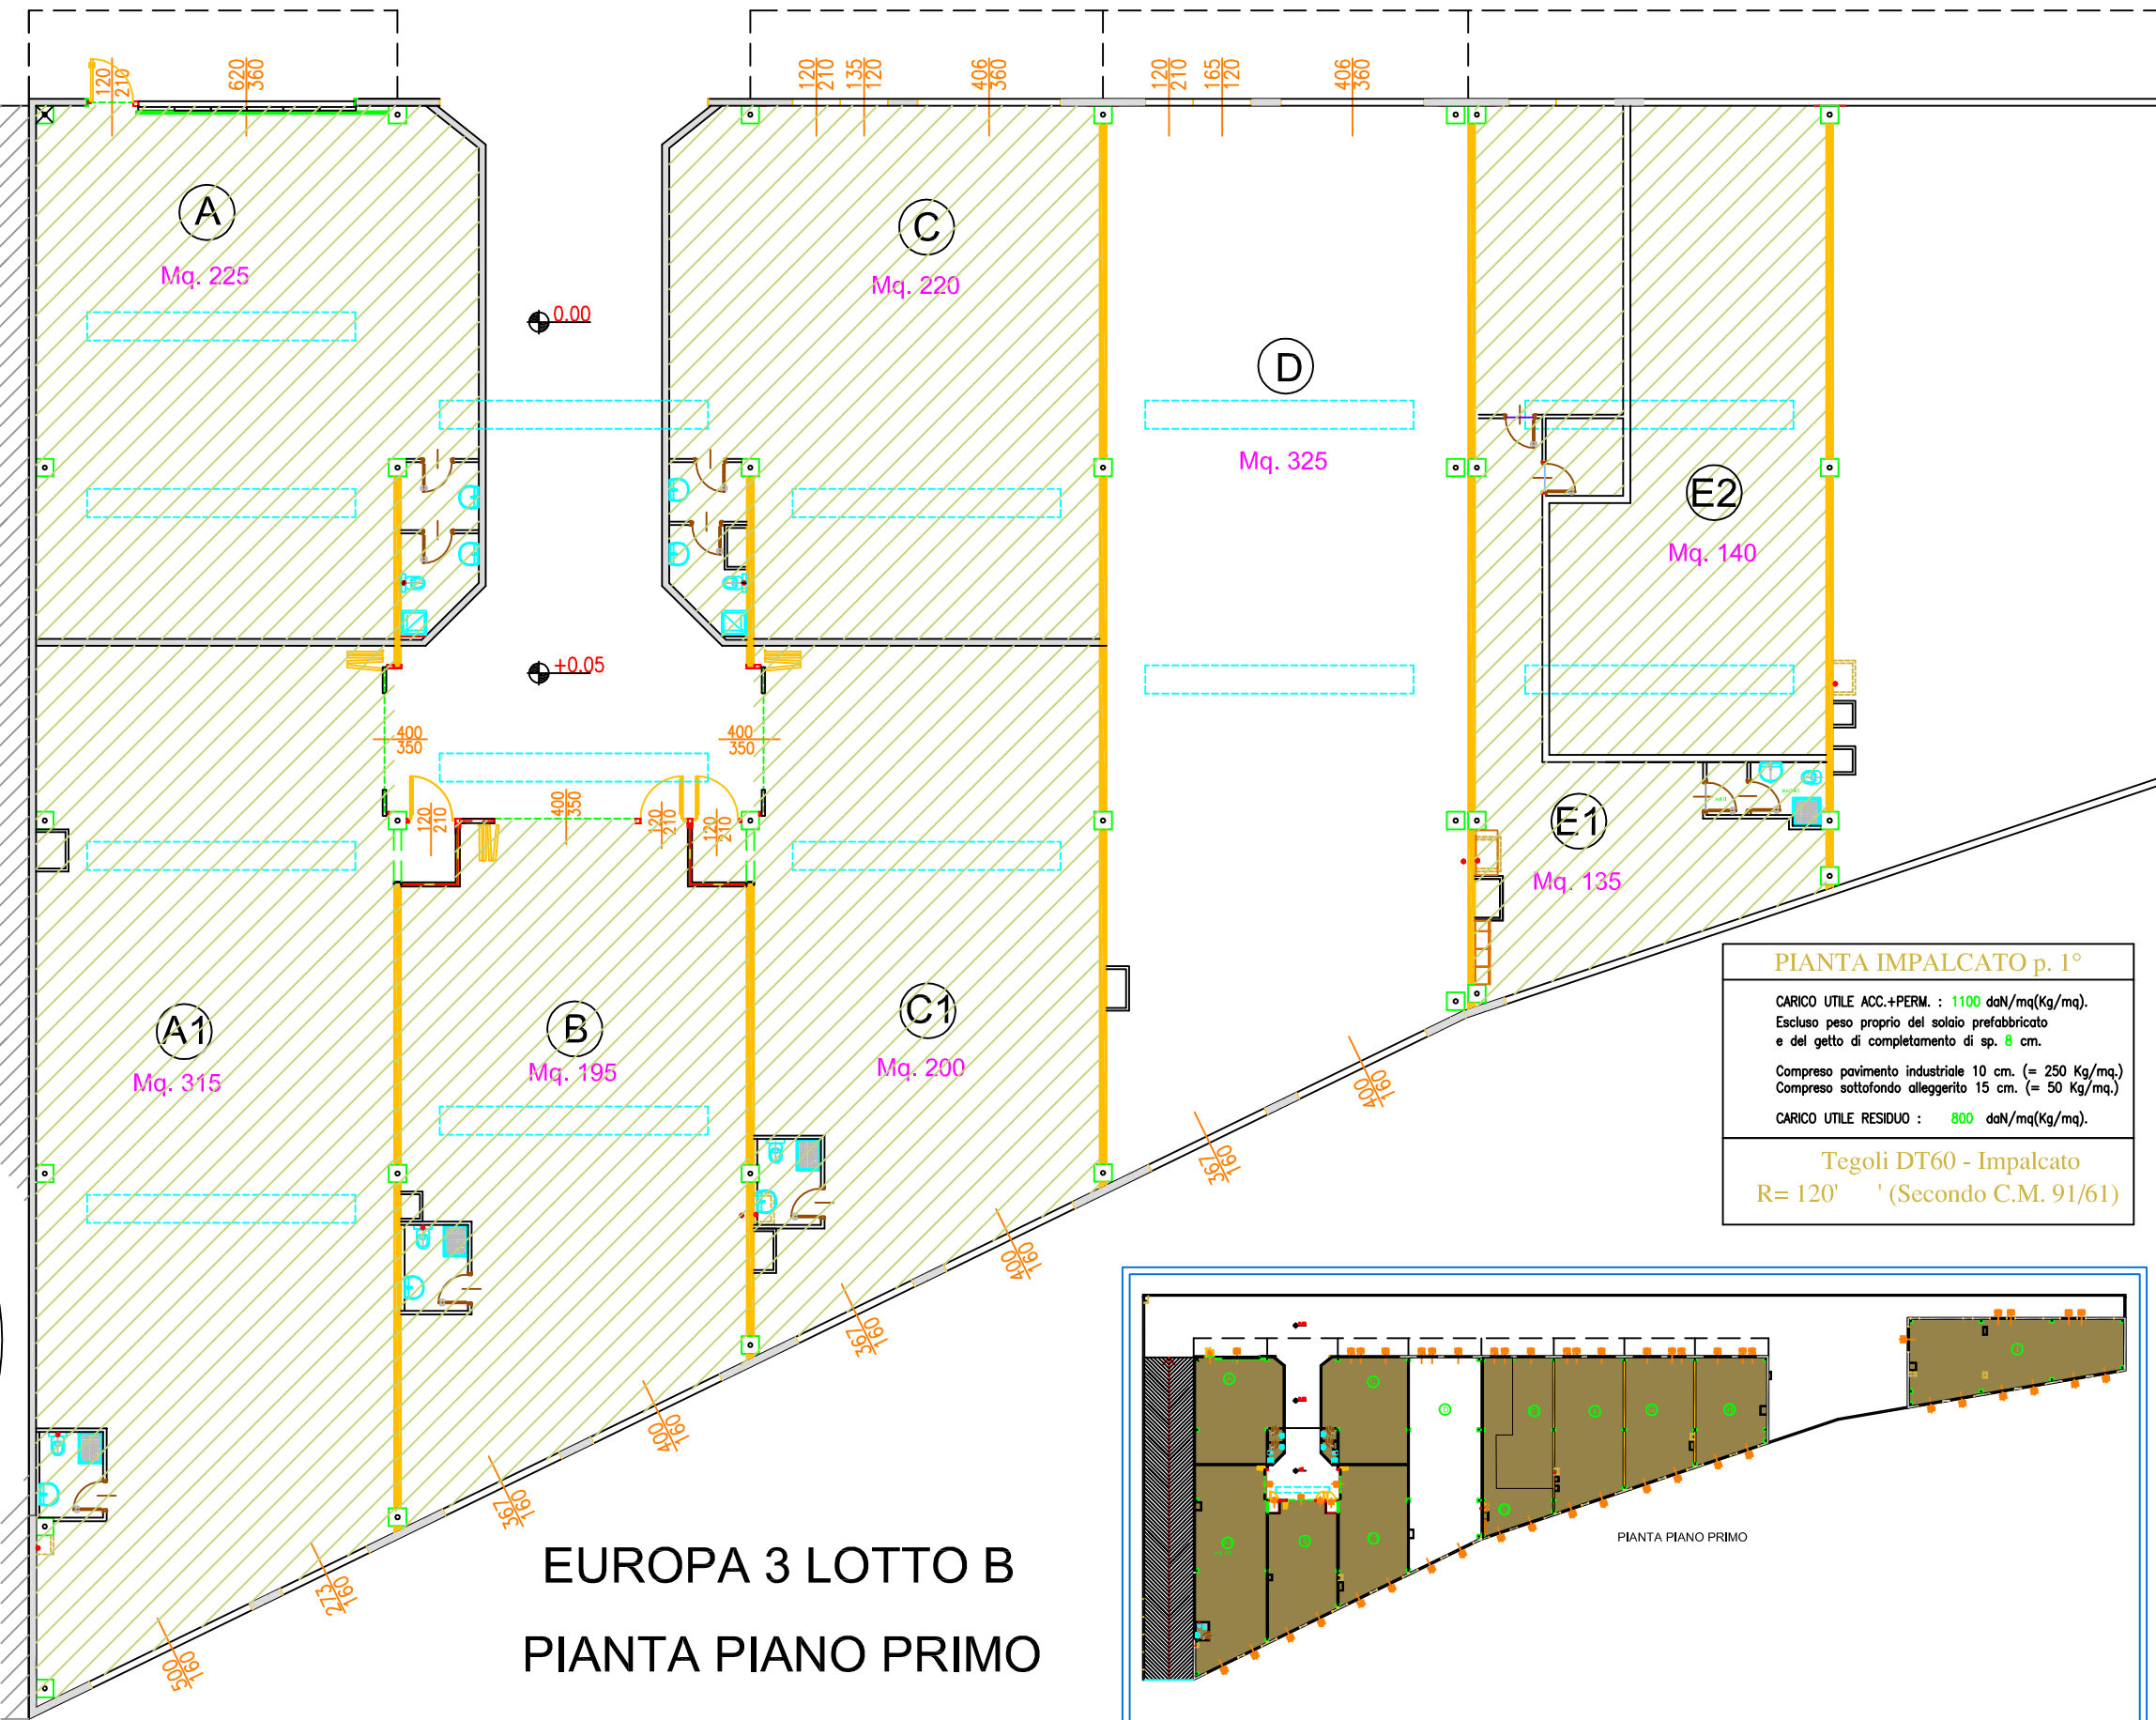 120
210
620
360
120
210
135
120
406
360
120
210
165
120
406
360
A
Mq. 225
C
Mq. 220
0.00
D
Mq. 325
E2
Mq. 140
+0.05
400
350
400
350
120
210
400
350
120
210
120
210
E1
Mq. 135
A1
Mq. 315
B
Mq. 195
C1
Mq. 200
400
160
367
160
400
160
367
160
400
160
367
160
273
160
500
160
PIANTA IMPALCATO p. 1°
CARICO UTILE ACC.+PERM. : 1100 daN/mq(Kg/mq).
Escluso peso proprio del solaio prefabbricato
e del getto di completamento di sp. 8 cm.
Compreso pavimento industriale 10 cm. (= 250 Kg/mq.)
Compreso sottofondo alleggerito 15 cm. (= 50 Kg/mq.)
CARICO UTILE RESIDUO : 800 daN/mq(Kg/mq).
Tegoli DT60 - Impalcato
R= 120' ' (Secondo C.M. 91/61)
EUROPA 3 LOTTO B
PIANTA PIANO PRIMO
PIANTA PIANO PRIMO